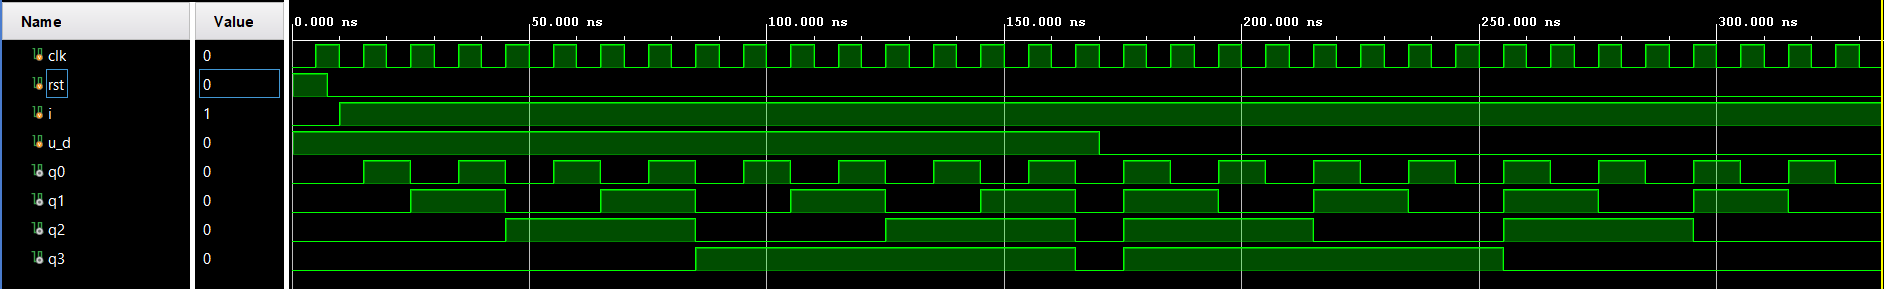 Name Value 0.000 ns 50.000 ns 100.000 ns 150.000 ns 200.000 ns 250.000 ns 300.000 ns
clk 0
rst 0
i 1
u_d 0
q0 0
q1 0
q2 0
q3 0